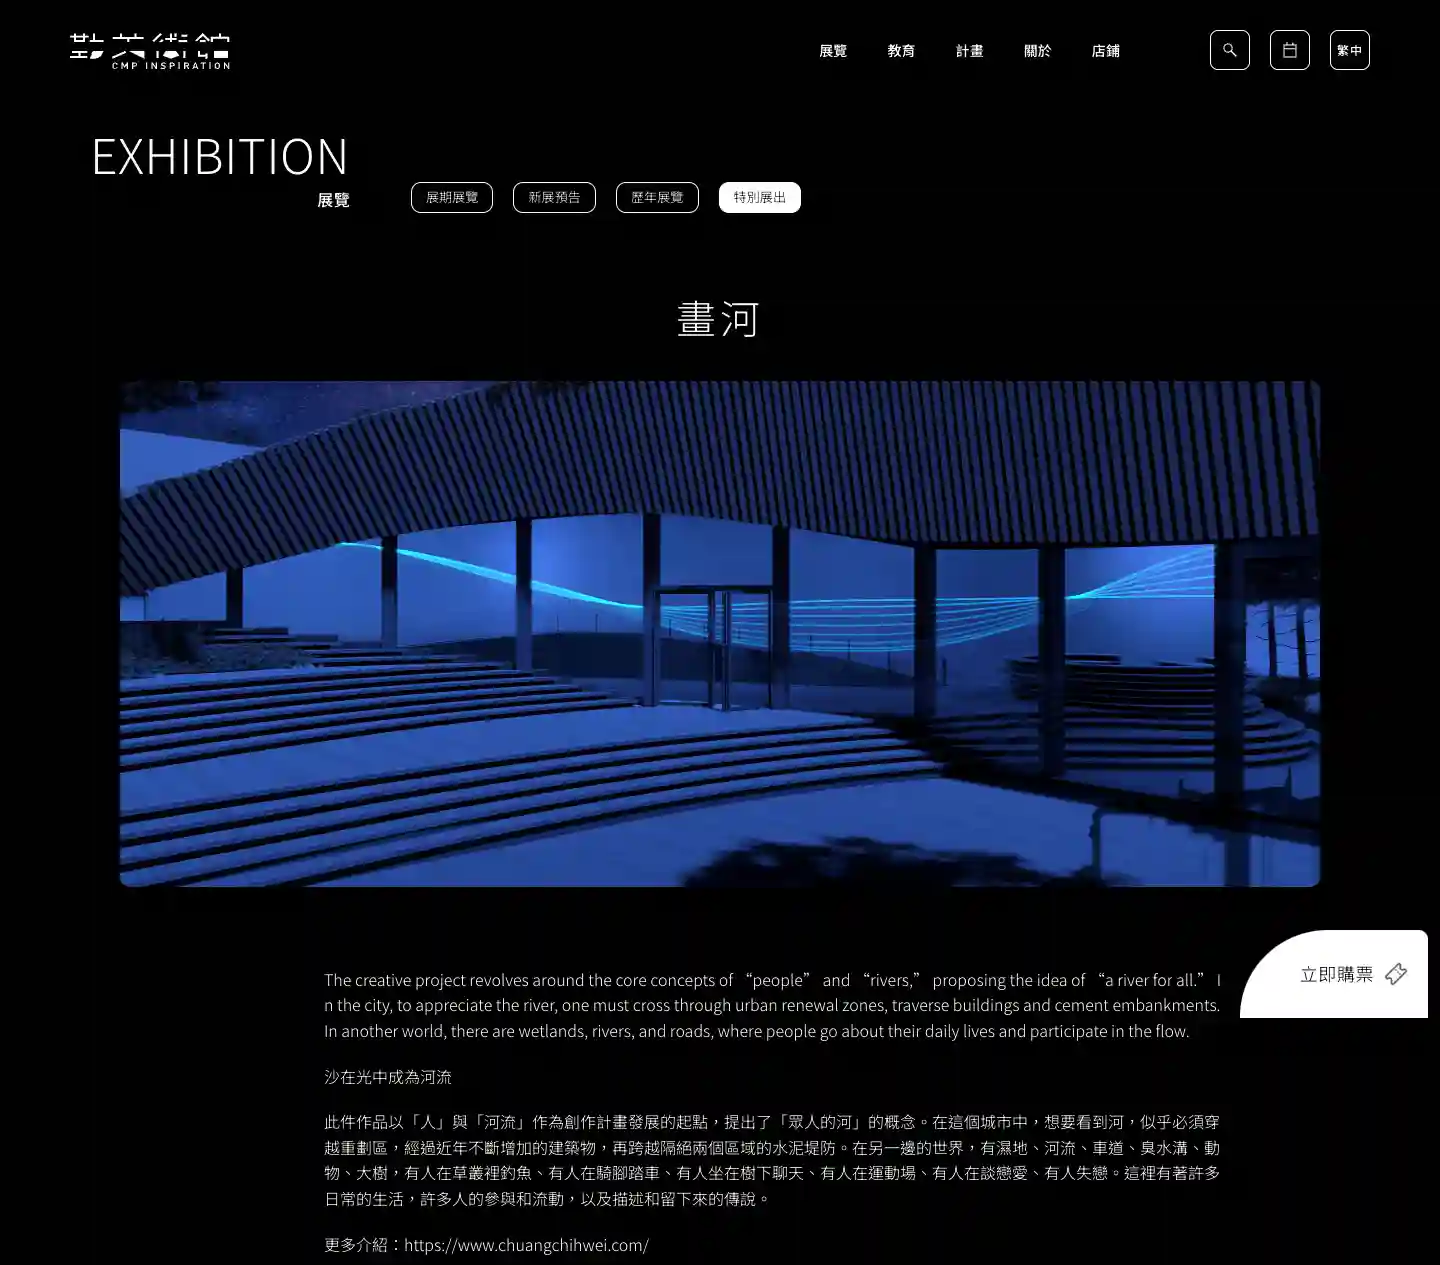 勤美術館
CMP INSPIRATION
展覽
教育
計畫
關於
店鋪
繁中
EXHIBITION
展覽
展期展覽
新展預告
歷年展覽
特別展出
畫河
立即購票
The creative project revolves around the core concepts of “people” and “rivers,” proposing the idea of “a river for all.” I
n the city, to appreciate the river, one must cross through urban renewal zones, traverse buildings and cement embankments.
In another world, there are wetlands, rivers, and roads, where people go about their daily lives and participate in the flow.
沙在光中成為河流
此件作品以「人」與「河流」作為創作計畫發展的起點，提出了「眾人的河」的概念。在這個城市中，想要看到河，似乎必須穿
越重劃區，經過近年不斷增加的建築物，再跨越隔絕兩個區域的水泥堤防。在另一邊的世界，有濕地、河流、車道、臭水溝、動
物、大樹，有人在草叢裡釣魚、有人在騎腳踏車、有人坐在樹下聊天、有人在運動場、有人在談戀愛、有人失戀。這裡有著許多
日常的生活，許多人的參與和流動，以及描述和留下來的傳說。
更多介紹：https://www.chuangchihwei.com/